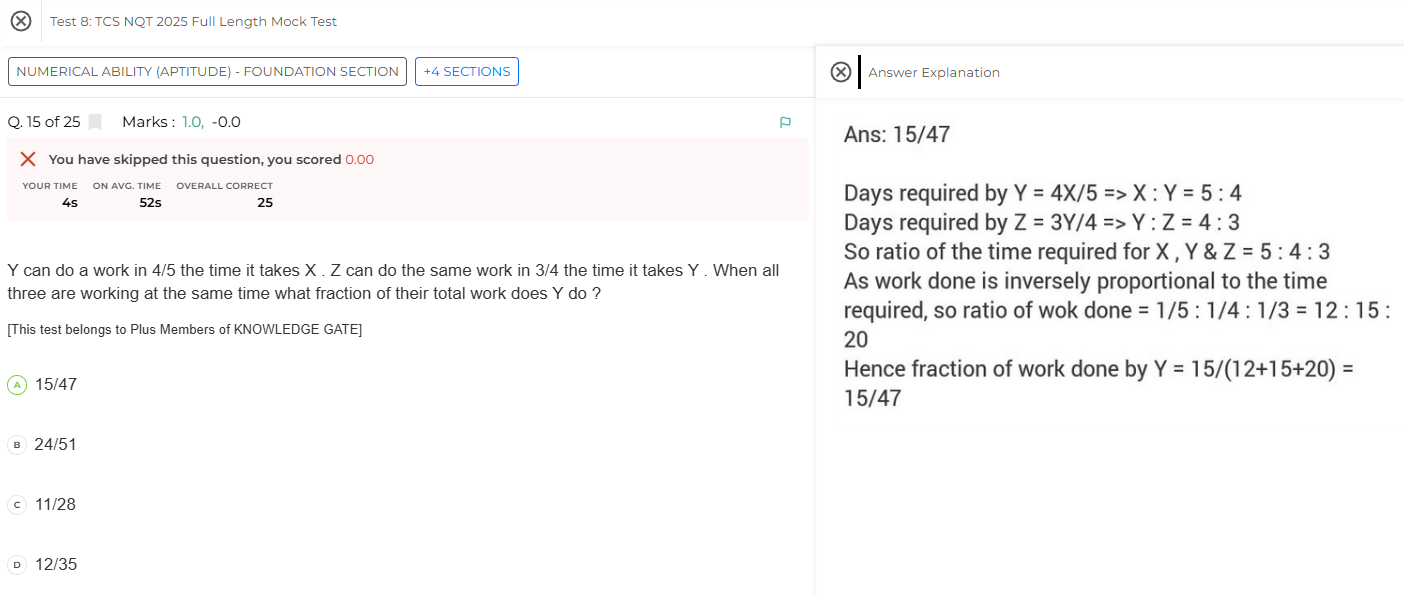 Test 8: TCS NQT 2025 Full Length Mock Test
NUMERICAL ABILITY (APTITUDE) - FOUNDATION SECTION
+4 SECTIONS
Q. 15 of 25
Marks : 1.0, -0.0
You have skipped this question, you scored 0.00
YOUR TIME ON AVG. TIME OVERALL CORRECT
4s 52s 25
Y can do a work in 4/5 the time it takes X . Z can do the same work in 3/4 the time it takes Y . When all
three are working at the same time what fraction of their total work does Y do ?
[This test belongs to Plus Members of KNOWLEDGE GATE]
A 15/47
B 24/51
C 11/28
D 12/35
Answer Explanation
Ans: 15/47
Days required by Y = 4X/5 => X : Y = 5 : 4
Days required by Z = 3Y/4 => Y : Z = 4 : 3
So ratio of the time required for X , Y & Z = 5 : 4 : 3
As work done is inversely proportional to the time
required, so ratio of wok done = 1/5 : 1/4 : 1/3 = 12 : 15 :
20
Hence fraction of work done by Y = 15/(12+15+20) =
15/47